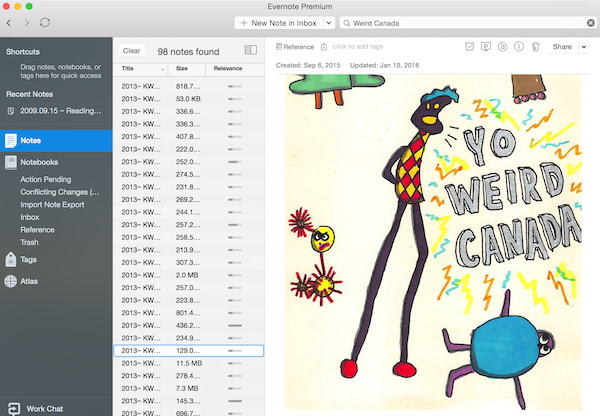 Evernote Premium
+ New Note in Inbox
Weird Canada
Shortcuts
Drag notes, notebooks, or
tags here for quick access
Recent Notes
2009.09.15 ~ Reading...
Notes
Notebooks
Action Pending
Conflicting Changes (...
Import Note Export
Inbox
Reference
Trash
Tags
Atlas
Work Chat
Clear
98 notes found
Title Size Relevance
2013~ KW... 818.7...
2013~ KW... 53.0 KB
2013~ KW... 336.6...
2013~ KW... 336.3...
2013~ KW... 407.8...
2013~ KW... 222.0...
2013~ KW... 252.0...
2013~ KW... 274.5...
2013~ KW... 231.8...
2013~ KW... 269.2...
2013~ KW... 244.1...
2013~ KW... 257.2...
2013~ KW... 258.5...
2013~ KW... 213.9...
2013~ KW... 307.3...
2013~ KW... 2.0 MB
2013~ KW... 257.0...
2013~ KW... 223.8...
2013~ KW... 801.4...
2013~ KW... 436.2...
2013~ KW... 234.9...
2013~ KW... 129.0...
2013~ KW... 11.5 MB
2013~ KW... 278.4...
2013~ KW... 7.3 MB
2013~ KW... 145.3...
2013~ KW... 696.7...
Reference
click to add tags
Share
Created: Sep 6, 2015 Updated: Jan 10, 2016
YO
WEIRD
CANADA